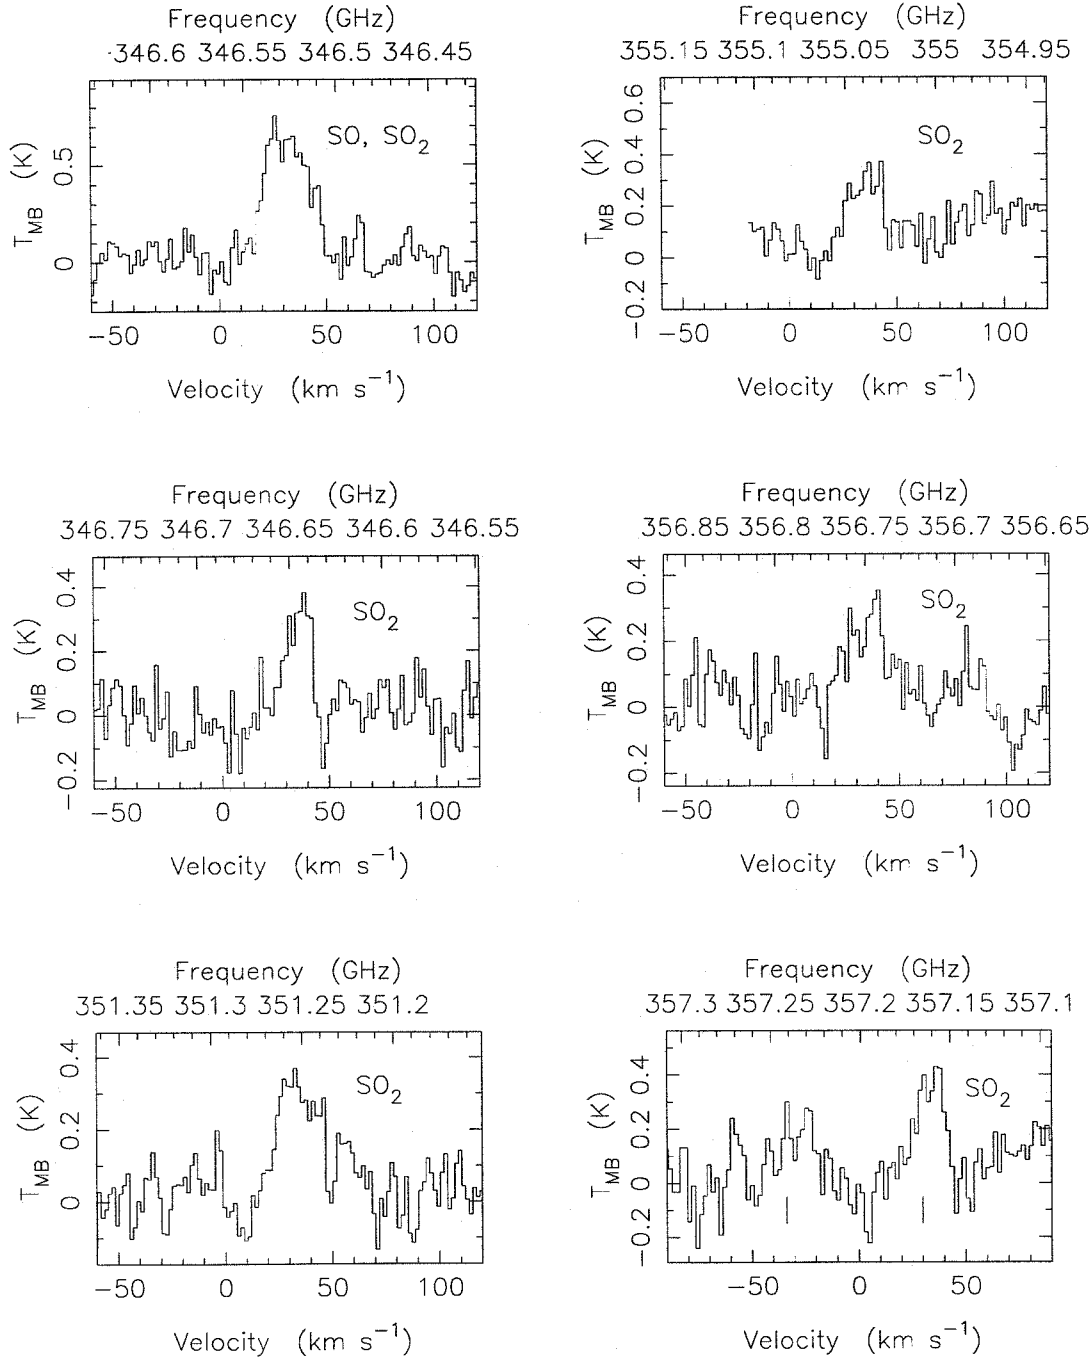 Frequency (GHz)
346.6 346.55 346.5 346.45
SO, SO2
T_MB (K)
0.5
0
−50 0 50 100
Velocity (km s−1)
Frequency (GHz)
355.15 355.1 355.05 355 354.95
SO2
T_MB (K)
0.6
0.4
0.2
0
−0.2
−50 0 50 100
Velocity (km s−1)
Frequency (GHz)
346.75 346.7 346.65 346.6 346.55
SO2
T_MB (K)
0.4
0.2
0
−0.2
−50 0 50 100
Velocity (km s−1)
Frequency (GHz)
356.85 356.8 356.75 356.7 356.65
SO2
T_MB (K)
0.4
0.2
0
−0.2
−50 0 50 100
Velocity (km s−1)
Frequency (GHz)
351.35 351.3 351.25 351.2
SO2
T_MB (K)
0.4
0.2
0
−50 0 50 100
Velocity (km s−1)
Frequency (GHz)
357.3 357.25 357.2 357.15 357.1
SO2
T_MB (K)
0.4
0.2
0
−0.2
−50 0 50
Velocity (km s−1)